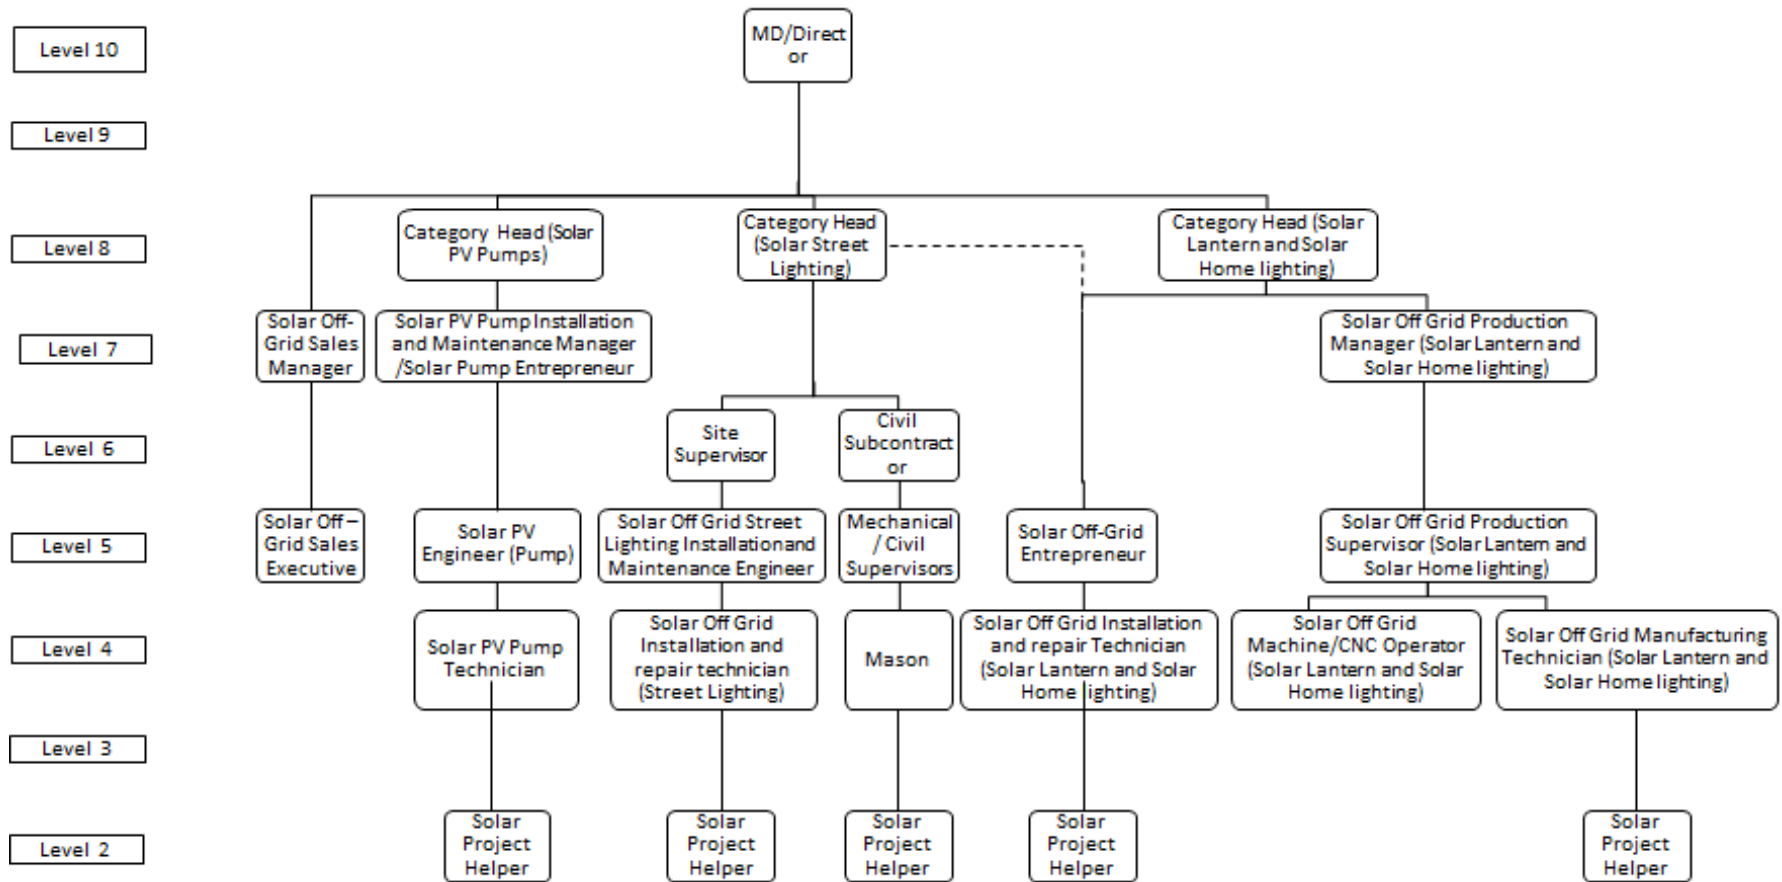 Level 10
MD/Direct
or
Level 9
Level 8
Category Head (Solar
PV Pumps)
Category Head
(Solar Street
Lighting)
Category Head (Solar
Lantern and Solar
Home lighting)
Level 7
Solar Off-
Grid Sales
Manager
Solar PV Pump Installation
and Maintenance Manager
/Solar Pump Entrepreneur
Solar Off Grid Production
Manager (Solar Lantern and
Solar Home lighting)
Level 6
Site
Supervisor
Civil
Subcontract
or
Level 5
Solar Off –
Grid Sales
Executive
Solar PV
Engineer (Pump)
Solar Off Grid Street
Lighting Installation and
Maintenance Engineer
Mechanical
/ Civil
Supervisors
Solar Off-Grid
Entrepreneur
Solar Off Grid Production
Supervisor (Solar Lantern and
Solar Home lighting)
Level 4
Solar PV Pump
Technician
Solar Off Grid
Installation and
repair technician
(Street Lighting)
Mason
Solar Off Grid Installation
and repair Technician
(Solar Lantern and Solar
Home lighting)
Solar Off Grid
Machine/CNC Operator
(Solar Lantern and Solar
Home lighting)
Solar Off Grid Manufacturing
Technician (Solar Lantern and
Solar Home lighting)
Level 3
Level 2
Solar
Project
Helper
Solar
Project
Helper
Solar
Project
Helper
Solar
Project
Helper
Solar
Project
Helper